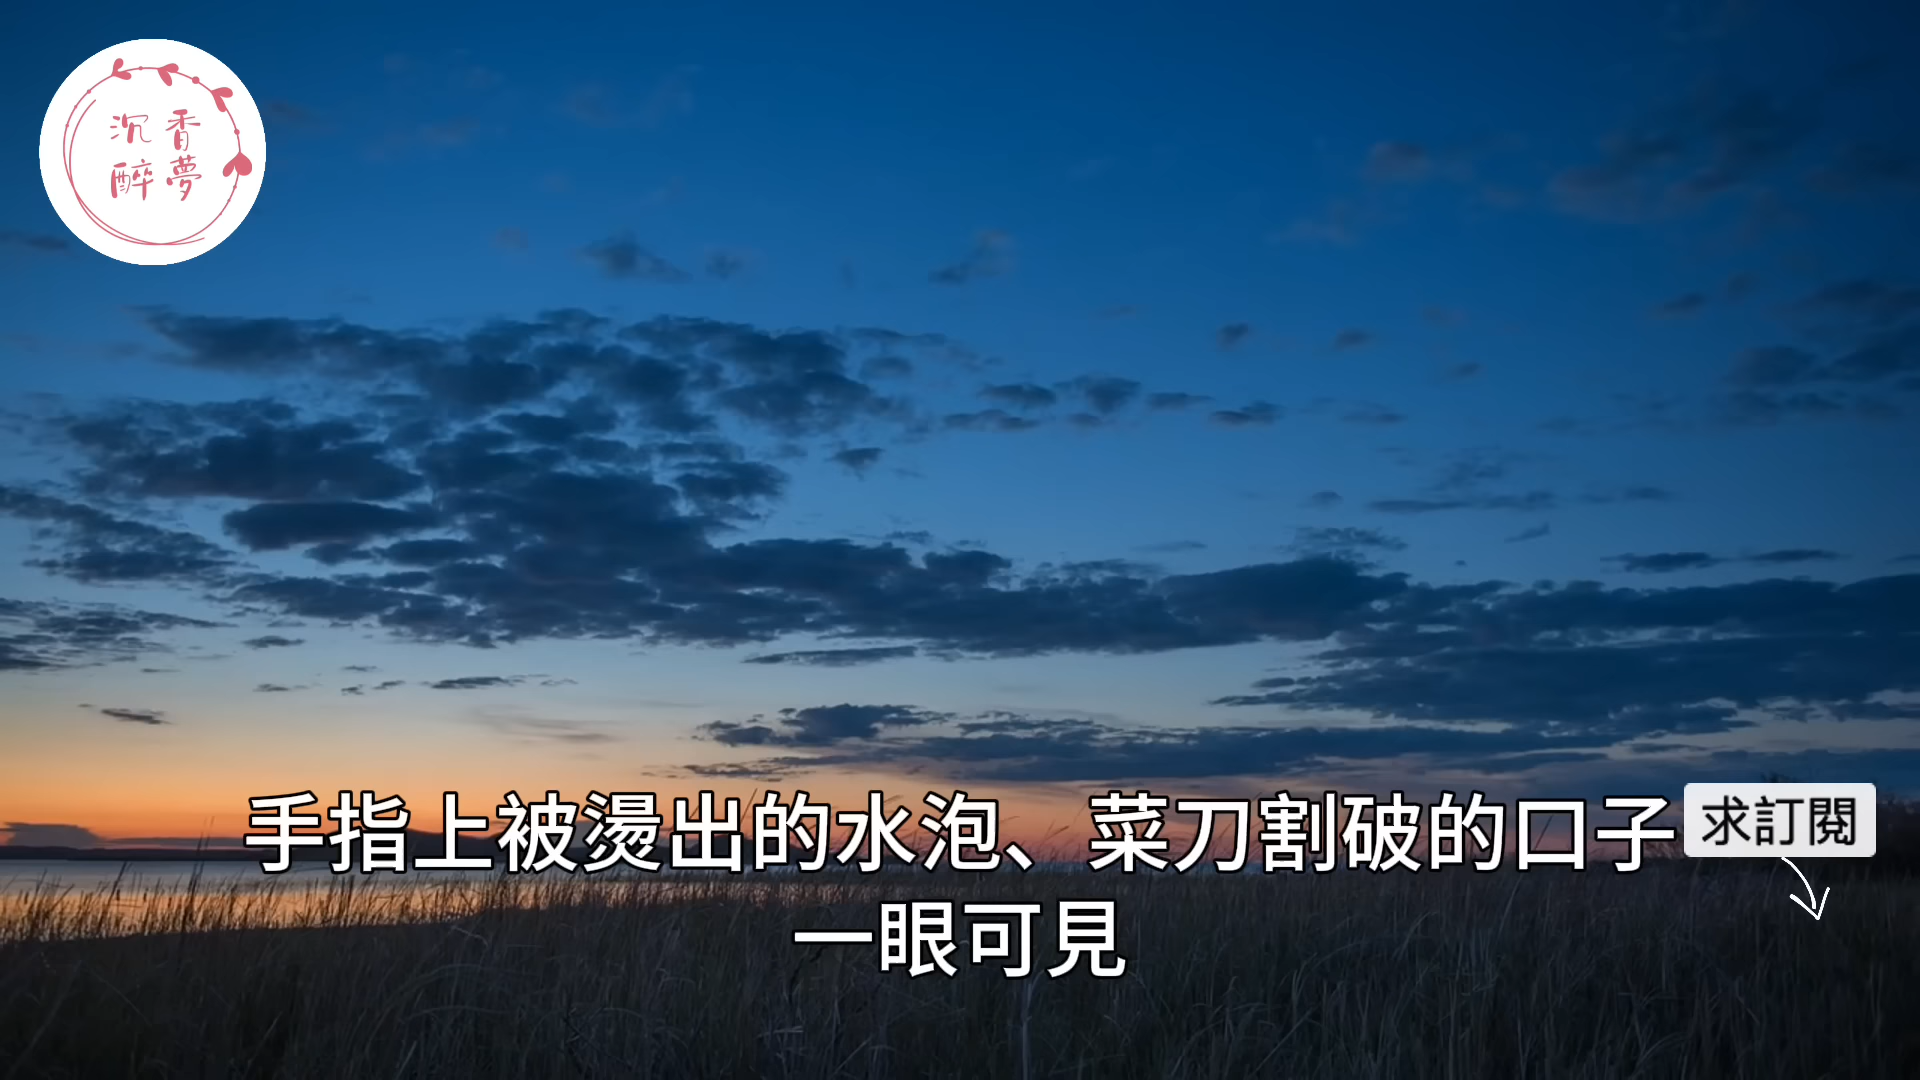 沉香
醉夢
手指上被燙出的水泡、菜刀割破的口子
求訂閱
一眼可見